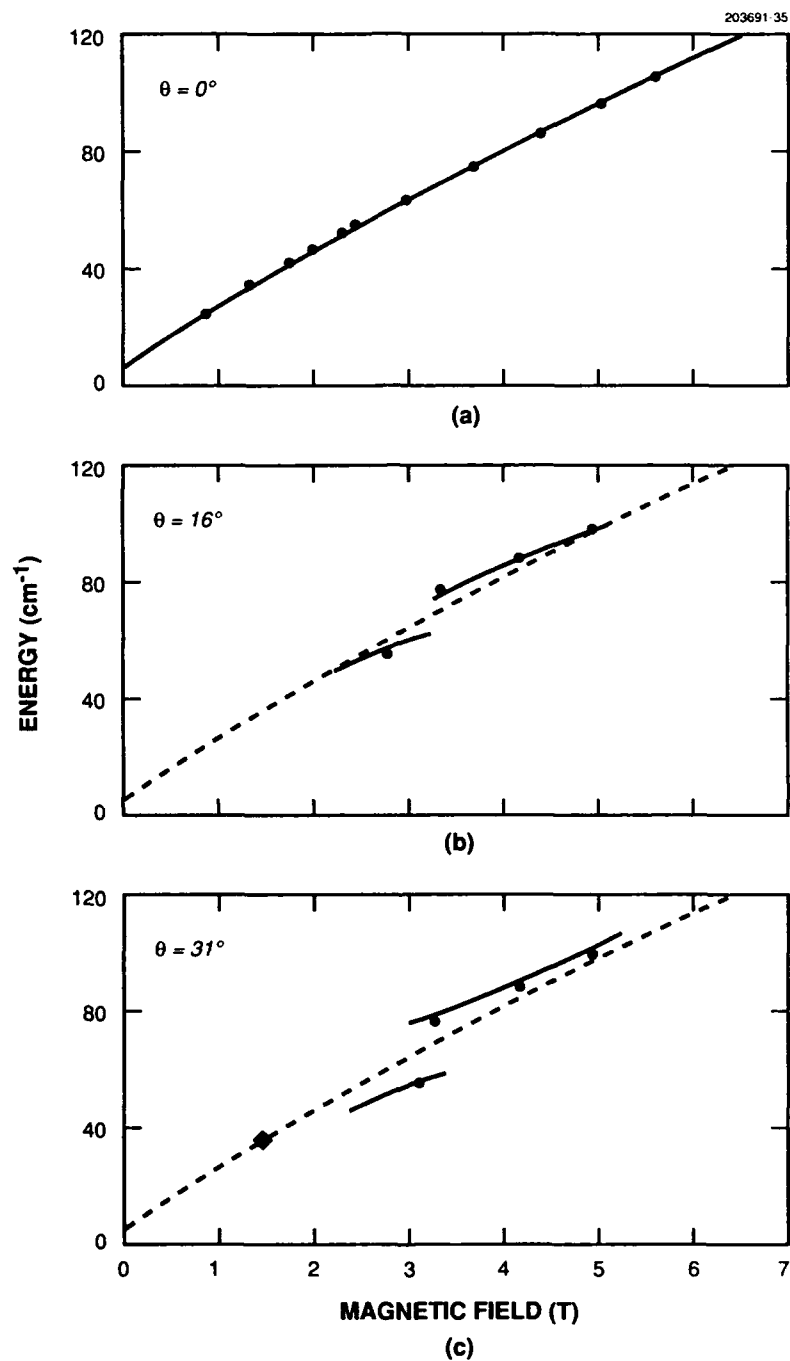 203691-35
120
θ = 0°
80
40
0
(a)
120
θ = 16°
80
40
0
(b)
ENERGY (cm-1)
120
θ = 31°
80
40
0
0 1 2 3 4 5 6 7
MAGNETIC FIELD (T)
(c)